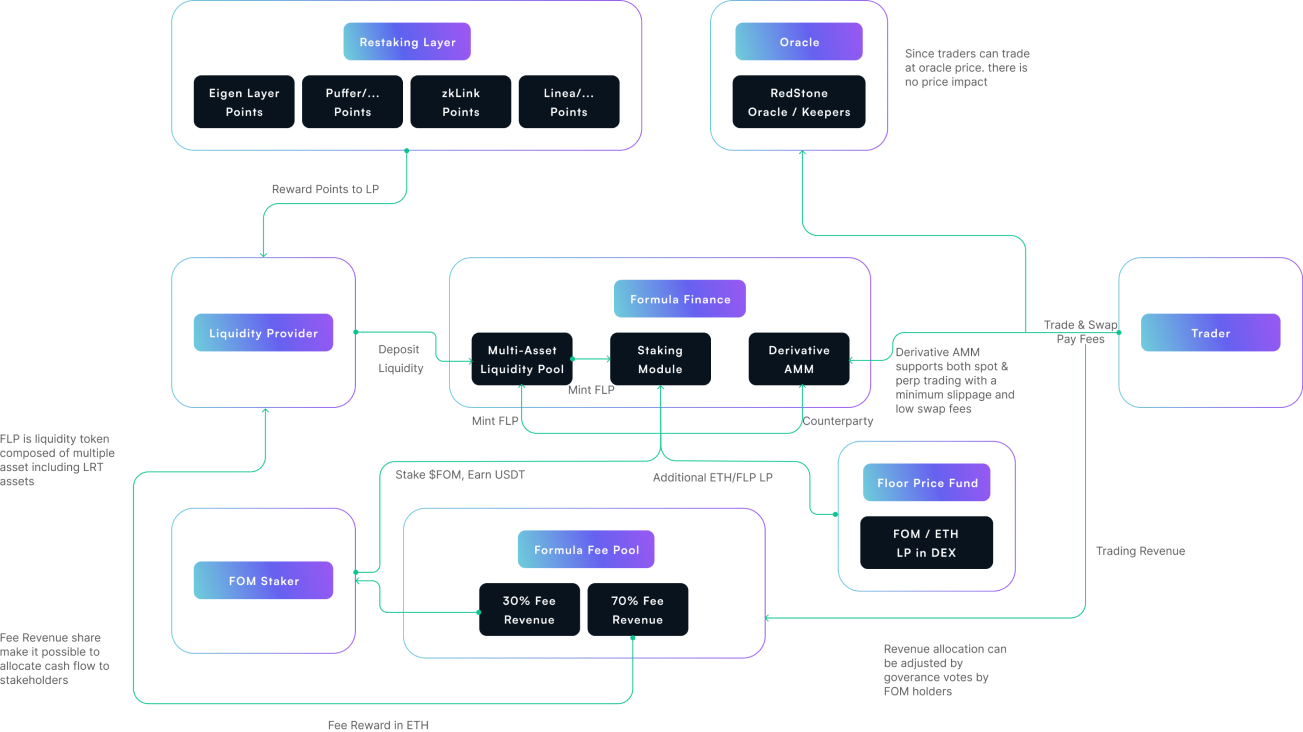 Restaking Layer
Eigen Layer
Points
Puffer/...
Points
zkLink
Points
Linea/...
Points
Oracle
RedStone
Oracle / Keepers
Since traders can trade
at oracle price. there is
no price impact
Reward Points to LP
Liquidity Provider
Deposit
Liquidity
Formula Finance
Multi-Asset
Liquidity Pool
Staking
Module
Derivative
AMM
Mint FLP
Mint FLP
Counterparty
Trade & Swap
Pay Fees
Trader
Derivative AMM
supports both spot &
perp trading with a
minimum slippage and
low swap fees
FLP is liquidity token
composed of multiple
asset including LRT
assets
Stake $FOM, Earn USDT
Additional ETH/FLP LP
Floor Price Fund
FOM / ETH
LP in DEX
FOM Staker
Formula Fee Pool
30% Fee
Revenue
70% Fee
Revenue
Trading Revenue
Fee Revenue share
make it possible to
allocate cash flow to
stakeholders
Revenue allocation can
be adjusted by
goverance votes by
FOM holders
Fee Reward in ETH